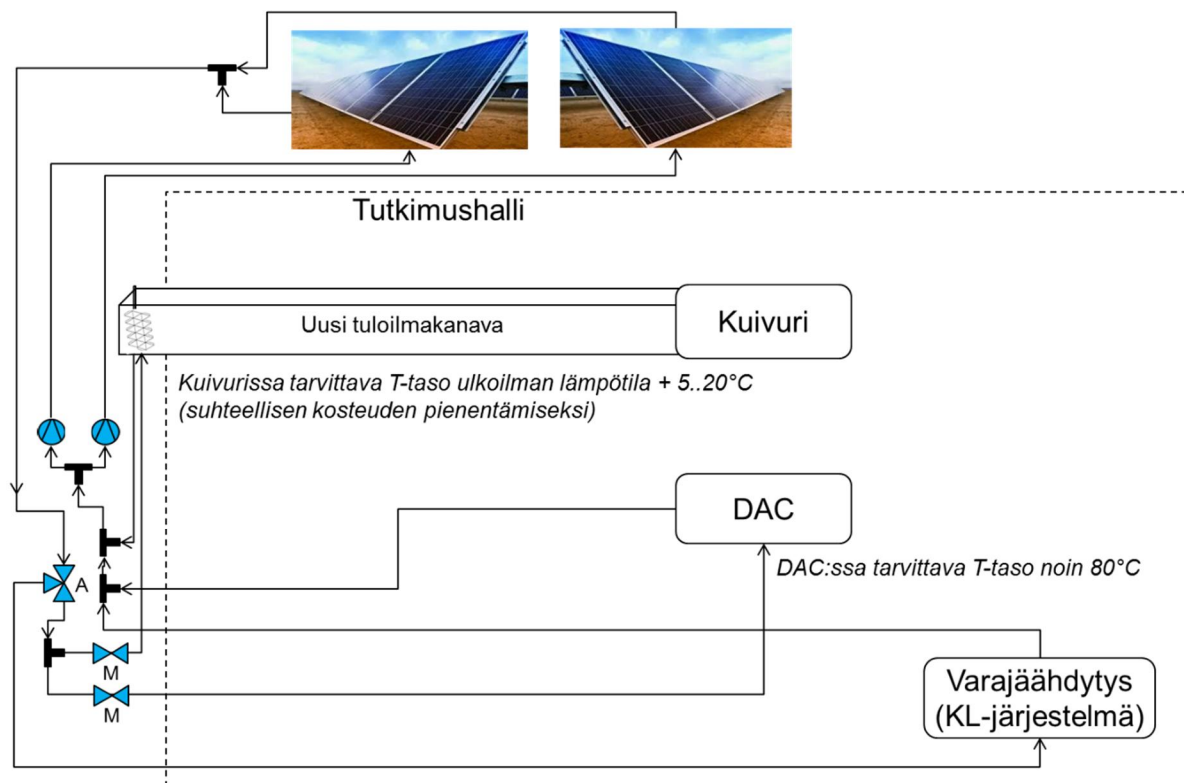 Tutkimushalli
Uusi tuloilmakanava
Kuivuri
Kuivurissa tarvittava T-taso ulkoilman lämpötila + 5..20°C
(suhteellisen kosteuden pienentämiseksi)
DAC
DAC:ssa tarvittava T-taso noin 80°C
A
M
M
Varajäähdytys
(KL-järjestelmä)